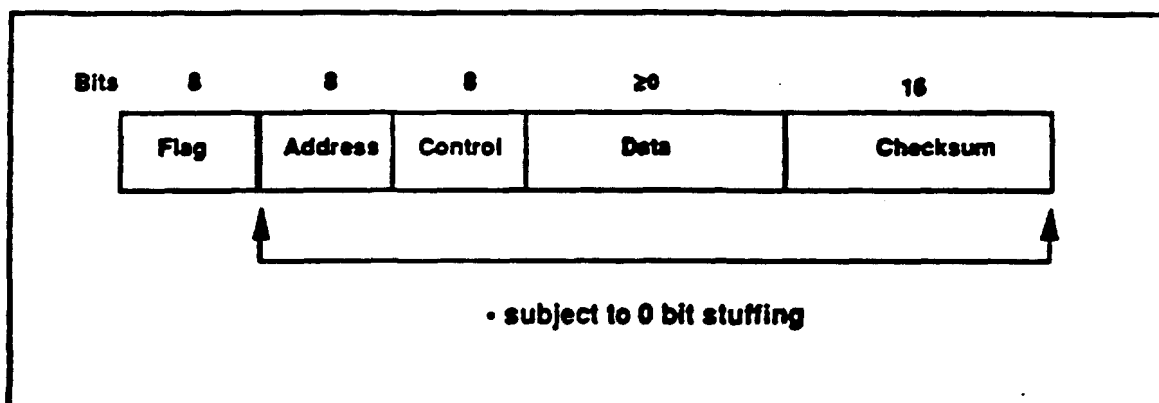 Bits 8 8 8 ≥0 16
Flag Address Control Data Checksum
• subject to 0 bit stuffing